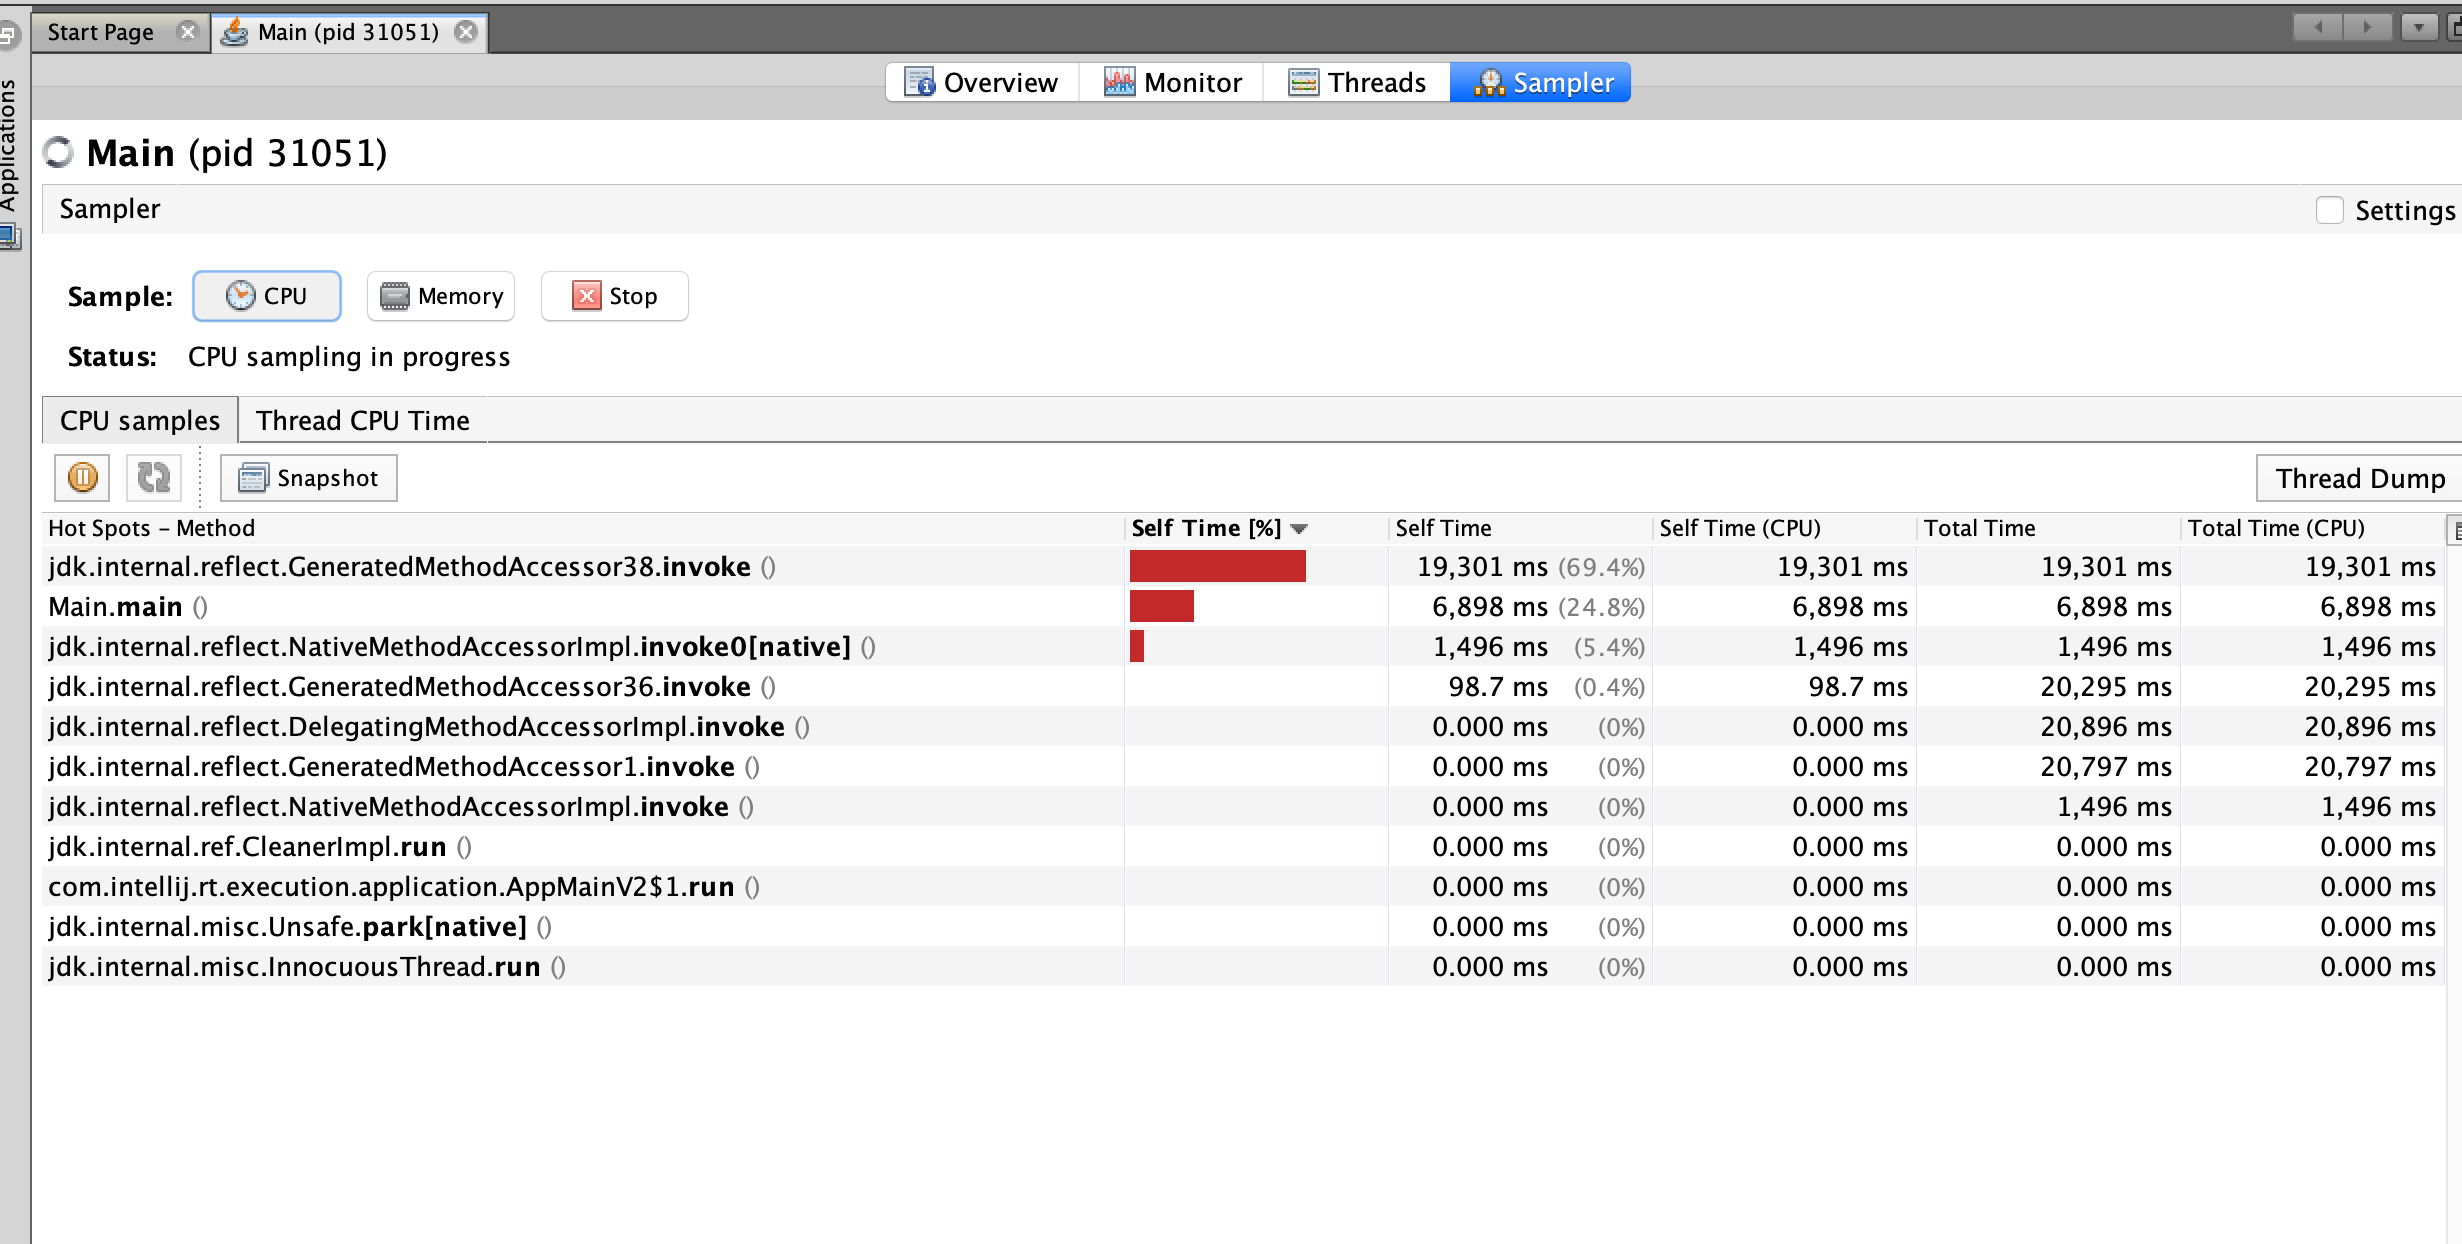 Start Page Main (pid 31051)
Applications
Overview Monitor Threads Sampler
Main (pid 31051)
Sampler Settings
Sample: CPU Memory Stop
Status: CPU sampling in progress
CPU samples Thread CPU Time
Snapshot Thread Dump
Hot Spots – Method Self Time [%] Self Time Self Time (CPU) Total Time Total Time (CPU)
jdk.internal.reflect.GeneratedMethodAccessor38.invoke () 19,301 ms (69.4%) 19,301 ms 19,301 ms 19,301 ms
Main.main () 6,898 ms (24.8%) 6,898 ms 6,898 ms 6,898 ms
jdk.internal.reflect.NativeMethodAccessorImpl.invoke0[native] () 1,496 ms (5.4%) 1,496 ms 1,496 ms 1,496 ms
jdk.internal.reflect.GeneratedMethodAccessor36.invoke () 98.7 ms (0.4%) 98.7 ms 20,295 ms 20,295 ms
jdk.internal.reflect.DelegatingMethodAccessorImpl.invoke () 0.000 ms (0%) 0.000 ms 20,896 ms 20,896 ms
jdk.internal.reflect.GeneratedMethodAccessor1.invoke () 0.000 ms (0%) 0.000 ms 20,797 ms 20,797 ms
jdk.internal.reflect.NativeMethodAccessorImpl.invoke () 0.000 ms (0%) 0.000 ms 1,496 ms 1,496 ms
jdk.internal.ref.CleanerImpl.run () 0.000 ms (0%) 0.000 ms 0.000 ms 0.000 ms
com.intellij.rt.execution.application.AppMainV2$1.run () 0.000 ms (0%) 0.000 ms 0.000 ms 0.000 ms
jdk.internal.misc.Unsafe.park[native] () 0.000 ms (0%) 0.000 ms 0.000 ms 0.000 ms
jdk.internal.misc.InnocuousThread.run () 0.000 ms (0%) 0.000 ms 0.000 ms 0.000 ms